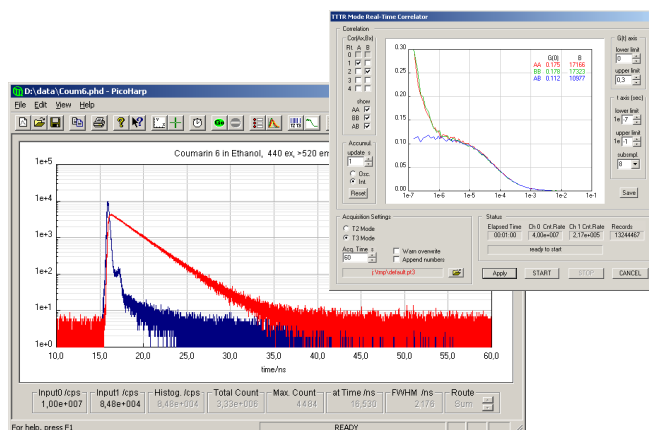 TTTR Mode Real-Time Correlator
Correlation
Cor(Ax,Bx)
Rt. A B
0
1
2
3
4
show
AA
BB
AB
Accumul.
update s
1
Osc.
Int.
Reset
0.30
0.25
0.20
0.15
0.10
0.05
0.00
1e-7 1e-6 1e-5 1e-4 1e-3 1e-2 1e-1
G(0) B
AA 0.175 17166
BB 0.178 17323
AB 0.112 10977
G(t) axis
lower limit
0
upper limit
0,3
t axis (sec)
lower limit
1e -7
upper limit
1e -1
subsmpl.
8
Save
Acquisition Settings
T2 Mode
T3 Mode
Acq. Time s
60
Warn overwrite
Append numbers
c:\tmp\default.pt3
Status
Elapsed Time Ch 0 Cnt.Rate Ch 1 Cnt.Rate Records
00:01:00 4,00e+007 2,17e+005 13244467
ready to start
Apply START STOP CANCEL
D:\data\Coum6.phd - PicoHarp
File Edit View Help
Coumarin 6 in Ethanol, 440 ex, >520 em
1e+5
1e+4
1e+3
1e+2
1e+1
1e+0
10,0 15,0 20,0 25,0 30,0 35,0 40,0 45,0 50,0 55,0 60,0
time/ns
Input0 /cps Input1 /cps Histog. /cps Total Count Max. Count at Time /ns FWHM /ns Route
1,00e+007 8,48e+004 8,48e+004 3,33e+006 4484 16,530 2.176 Sum
For help, press F1
READY